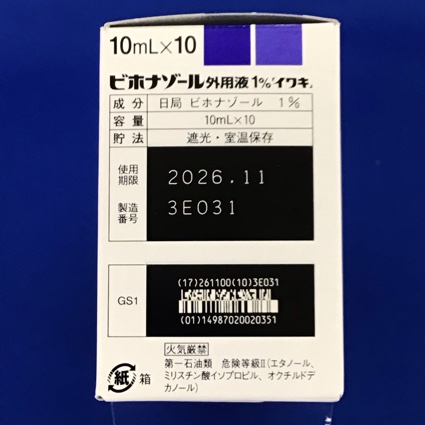 10mL×10
ビホナゾール外用液1%「イワキ」
成分 日局 ビホナゾール 1%
容量 10mL×10
貯法 遮光・室温保存
使用期限 2026.11
製造番号 3E031
(17)261100(10)3E031
GS1
(01)14987020020351
火気厳禁
第一石油類 危険等級Ⅱ(エタノール、
ミリスチン酸イソプロピル、オクチルドデ
カノール)
紙 箱